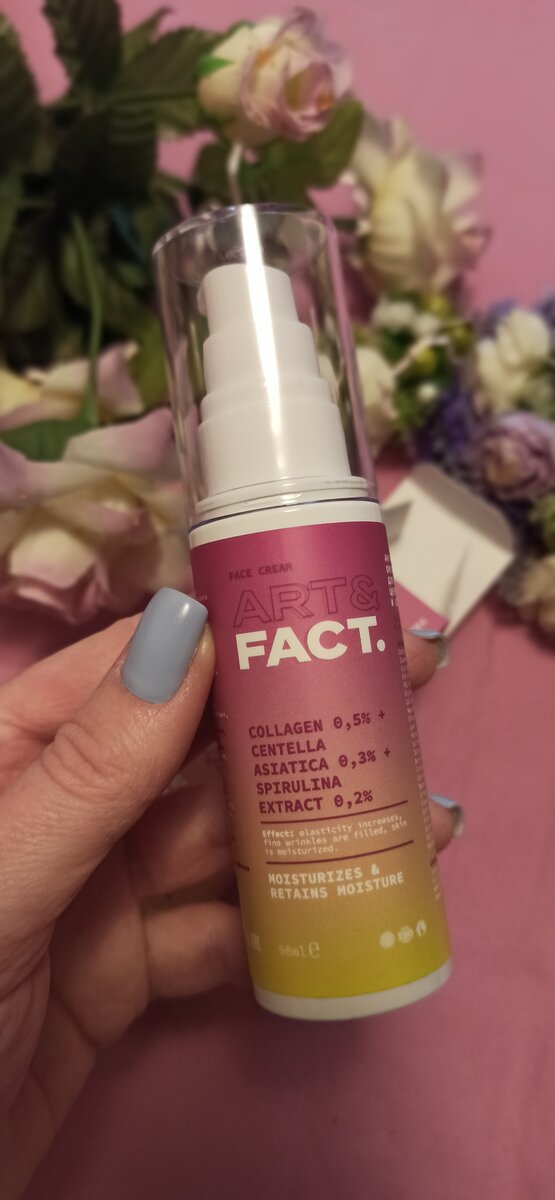 FACE CREAM
ART&
FACT.
COLLAGEN 0,5% +
CENTELLA
ASIATICA 0,3% +
SPIRULINA
EXTRACT 0,2%
Effect: elasticity increases,
fine wrinkles are filled, skin
is moisturized.
MOISTURIZES &
RETAINS MOISTURE
EAC
50ml ℮